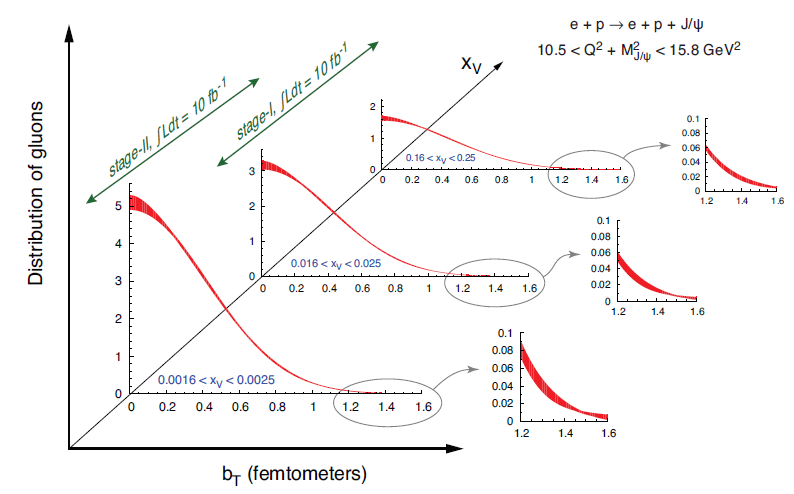 e + p → e + p + J/ψ
10.5 < Q² + M²J/ψ < 15.8 GeV²
stage-II, ∫Ldt = 10 fb⁻¹
stage-I, ∫Ldt = 10 fb⁻¹
xV
Distribution of gluons
2
1
0
0.16 < xV < 0.25
0 0.2 0.4 0.6 0.8 1 1.2 1.4 1.6
0.1
0.08
0.06
0.04
0.02
0
1.2 1.4 1.6
3
2
1
0
0.016 < xV < 0.025
0 0.2 0.4 0.6 0.8 1 1.2 1.4 1.6
0.1
0.08
0.06
0.04
0.02
0
1.2 1.4 1.6
5
4
3
2
1
0
0.0016 < xV < 0.0025
0 0.2 0.4 0.6 0.8 1 1.2 1.4 1.6
0.1
0.08
0.06
0.04
0.02
0
1.2 1.4 1.6
bT (femtometers)